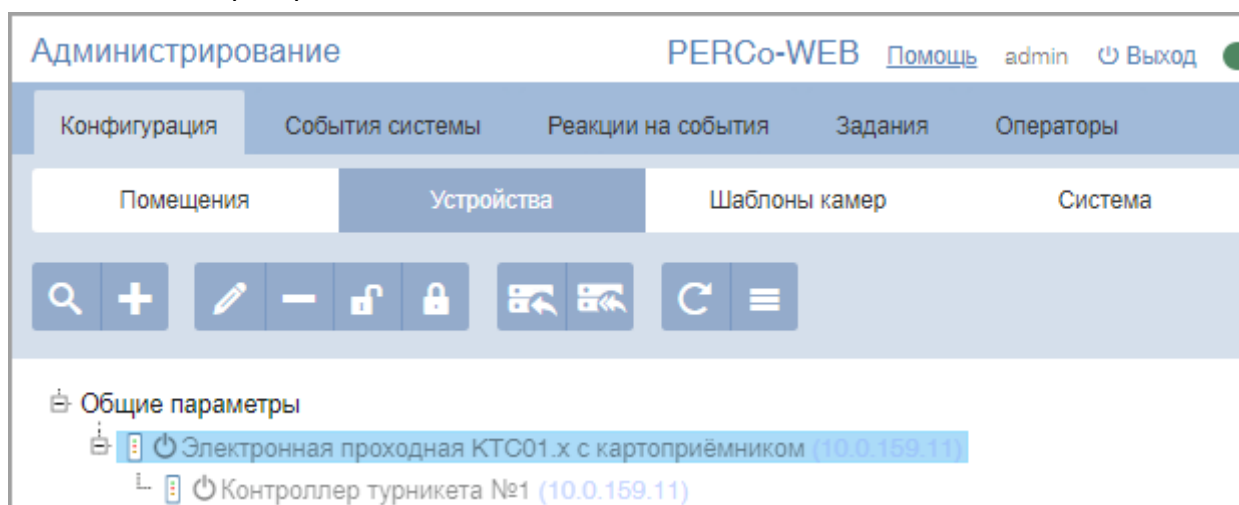 Администрирование PERCo-WEB Помощь admin Выход
Конфигурация События системы Реакции на события Задания Операторы
Помещения Устройства Шаблоны камер Система
Общие параметры
Электронная проходная КТС01.x с картоприёмником (10.0.159.11)
Контроллер турникета №1 (10.0.159.11)